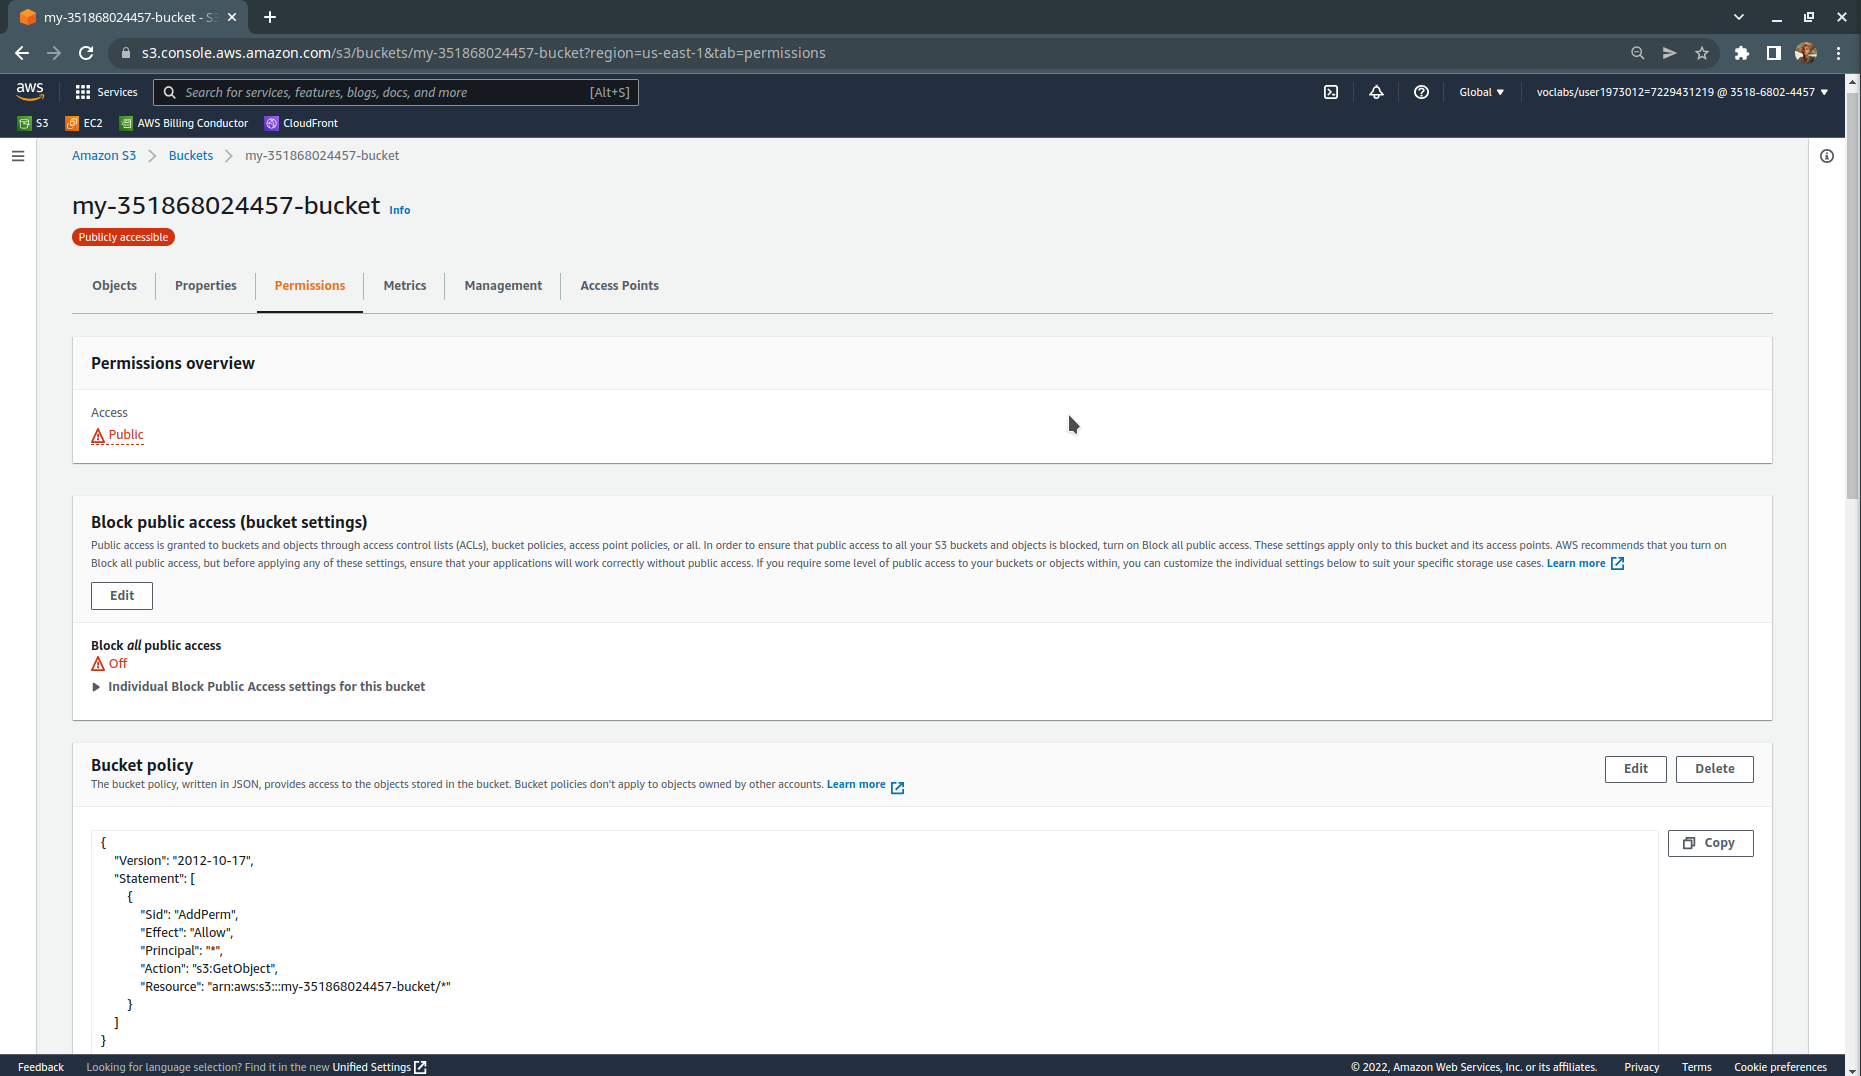 my-351868024457-bucket - S3
s3.console.aws.amazon.com/s3/buckets/my-351868024457-bucket?region=us-east-1&tab=permissions
aws
Services
Search for services, features, blogs, docs, and more
[Alt+S]
Global
voclabs/user1973012=7229431219 @ 3518-6802-4457
S3
EC2
AWS Billing Conductor
CloudFront
Amazon S3
Buckets
my-351868024457-bucket
my-351868024457-bucket Info
Publicly accessible
Objects
Properties
Permissions
Metrics
Management
Access Points
Permissions overview
Access
Public
Block public access (bucket settings)
Public access is granted to buckets and objects through access control lists (ACLs), bucket policies, access point policies, or all. In order to ensure that public access to all your S3 buckets and objects is blocked, turn on Block all public access. These settings apply only to this bucket and its access points. AWS recommends that you turn on
Block all public access, but before applying any of these settings, ensure that your applications will work correctly without public access. If you require some level of public access to your buckets or objects within, you can customize the individual settings below to suit your specific storage use cases. Learn more
Edit
Block all public access
Off
Individual Block Public Access settings for this bucket
Bucket policy
The bucket policy, written in JSON, provides access to the objects stored in the bucket. Bucket policies don't apply to objects owned by other accounts. Learn more
Edit
Delete
Copy
{
"Version": "2012-10-17",
"Statement": [
{
"Sid": "AddPerm",
"Effect": "Allow",
"Principal": "*",
"Action": "s3:GetObject",
"Resource": "arn:aws:s3:::my-351868024457-bucket/*"
}
]
}
Feedback
Looking for language selection? Find it in the new Unified Settings
© 2022, Amazon Web Services, Inc. or its affiliates.
Privacy
Terms
Cookie preferences